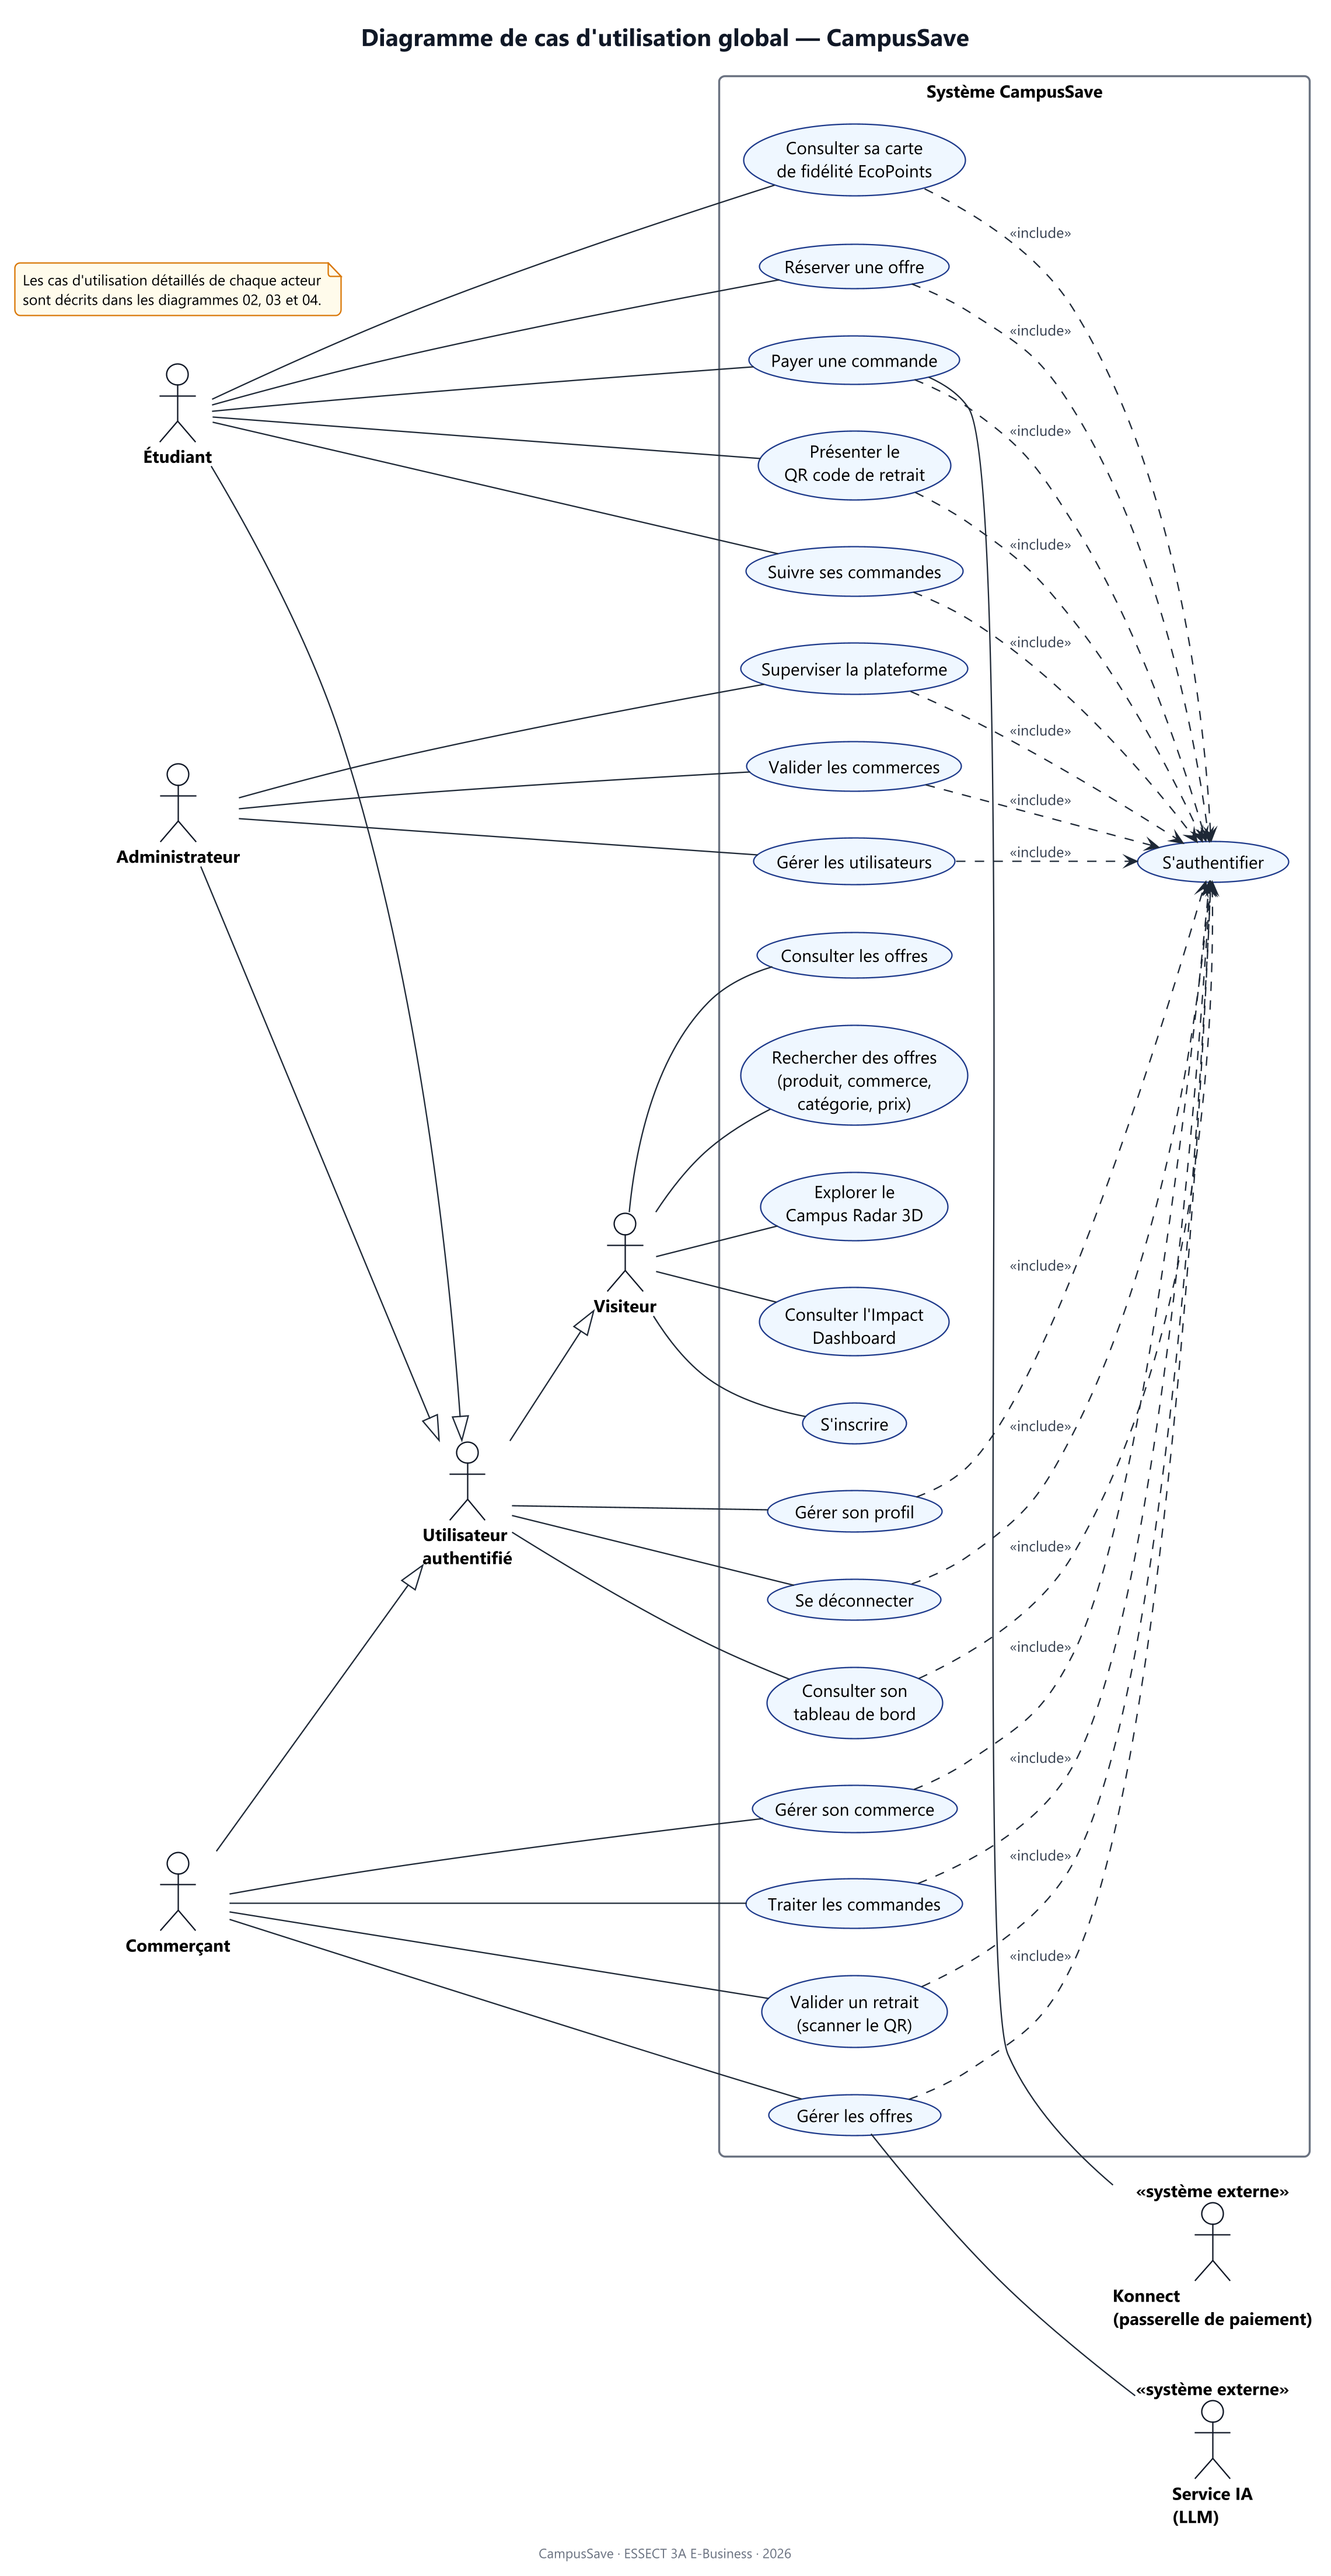 Diagramme de cas d'utilisation global — CampusSave
Système CampusSave
Consulter sa carte
de fidélité EcoPoints
«include»
Les cas d'utilisation détaillés de chaque acteur
sont décrits dans les diagrammes 02, 03 et 04.
Réserver une offre
«include»
Payer une commande
«include»
Étudiant
Présenter le
QR code de retrait
«include»
Suivre ses commandes
«include»
Superviser la plateforme
«include»
Valider les commerces
«include»
Administrateur
Gérer les utilisateurs
«include»
S'authentifier
Consulter les offres
Rechercher des offres
(produit, commerce,
catégorie, prix)
Explorer le
Campus Radar 3D
«include»
Visiteur
Consulter l'Impact
Dashboard
S'inscrire
«include»
Gérer son profil
Utilisateur
authentifié
«include»
Se déconnecter
«include»
Consulter son
tableau de bord
«include»
Gérer son commerce
«include»
Traiter les commandes
Commerçant
«include»
Valider un retrait
(scanner le QR)
Gérer les offres
«système externe»
Konnect
(passerelle de paiement)
«système externe»
Service IA
(LLM)
CampusSave · ESSECT 3A E-Business · 2026